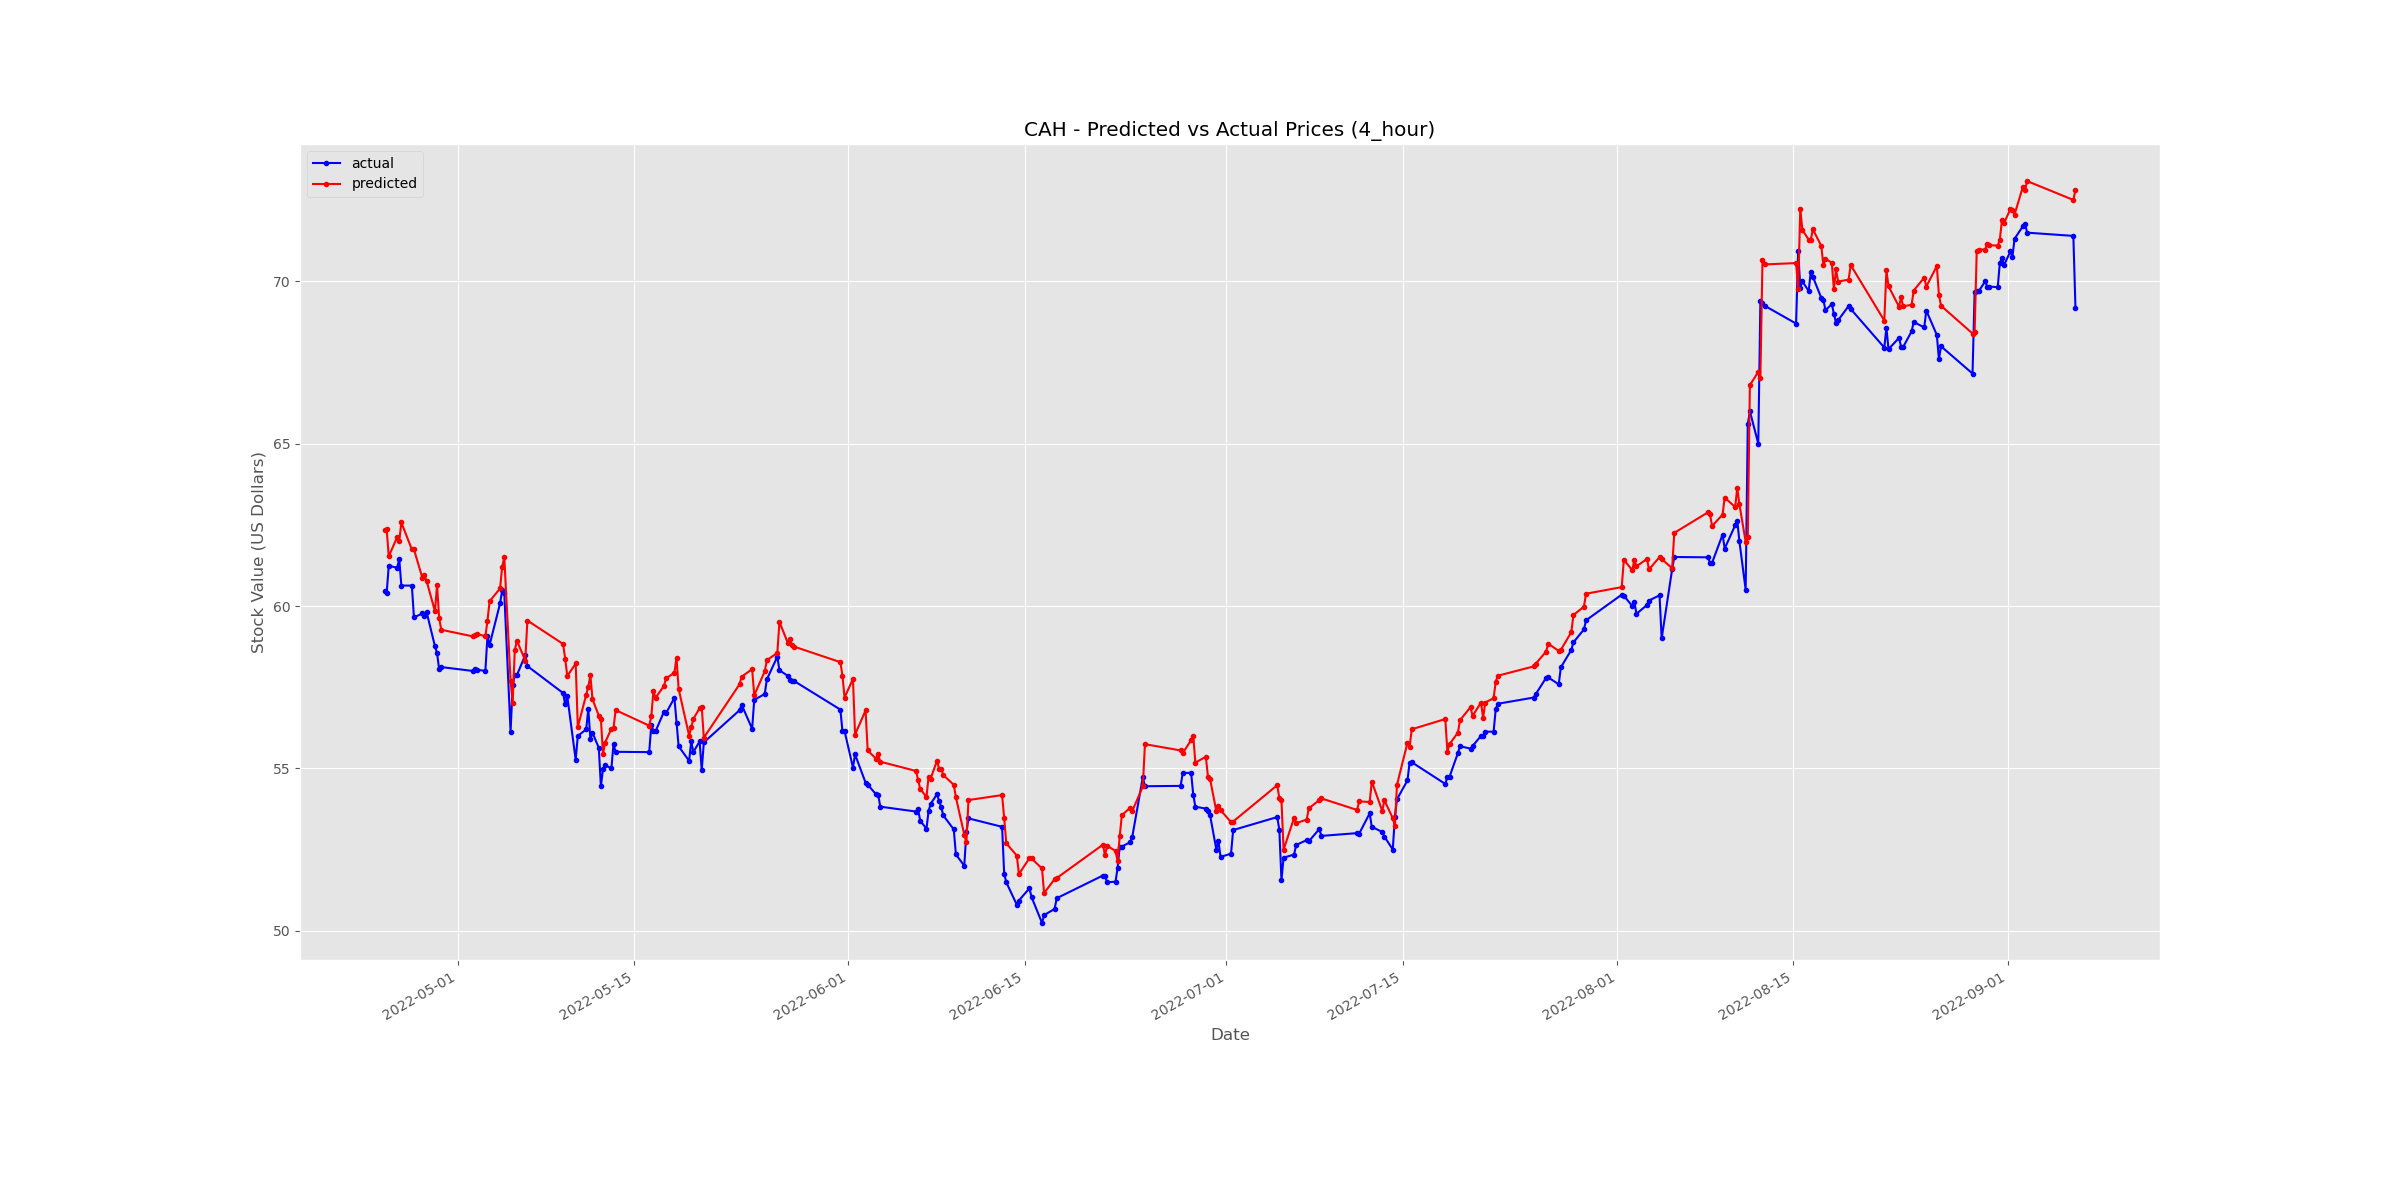 CAH - Predicted vs Actual Prices (4_hour)
actual
predicted
Stock Value (US Dollars)
70
65
60
55
50
2022-05-01
2022-05-15
2022-06-01
2022-06-15
2022-07-01
2022-07-15
2022-08-01
2022-08-15
2022-09-01
Date